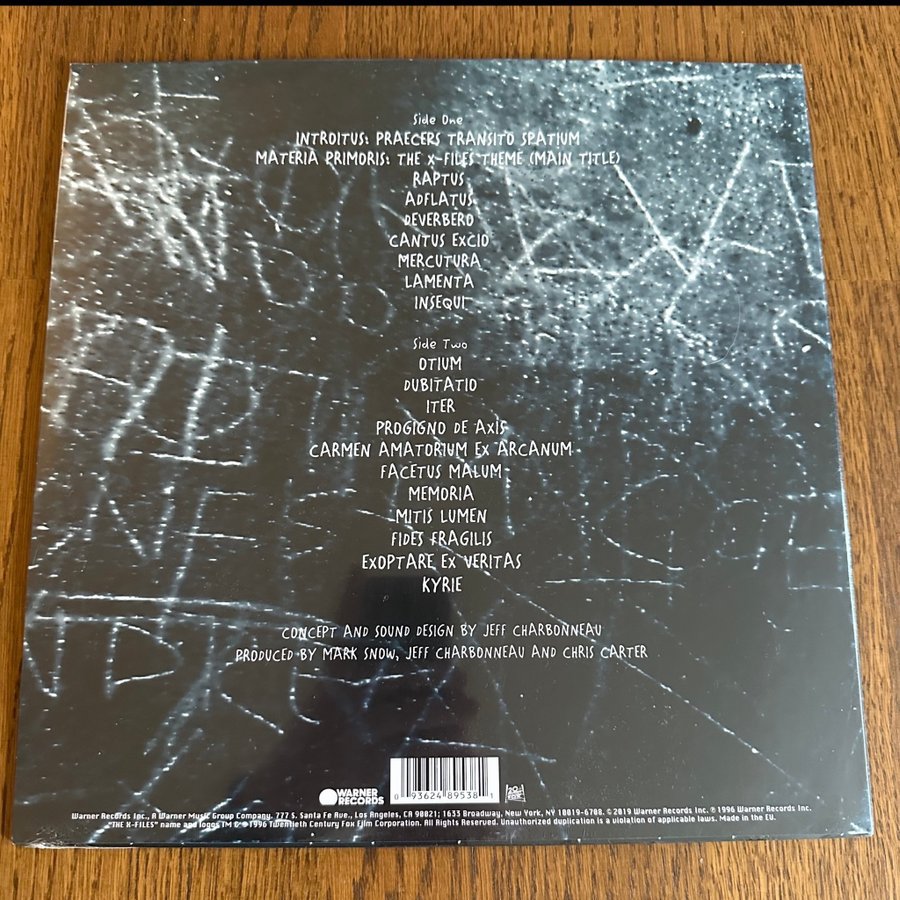 Side One
INTROITUS: PRAECEPS TRANSITO SPATIUM
MATERIA PRIMORIS: THE X-FILES THEME (MAIN TITLE)
RAPTUS
ADFLATUS
DEVERBERO
CANTUS EXCIO
MERCUTURA
LAMENTA
INSEQUI
Side Two
OTIUM
DUBITATIO
ITER
PROGIGNO DE AXIS
CARMEN AMATORIUM EX ARCANUM
FACETUS MALUM
MEMORIA
MITIS LUMEN
FIDES FRAGILIS
EXOPTARE EX VERITAS
KYRIE
CONCEPT AND SOUND DESIGN BY JEFF CHARBONNEAU
PRODUCED BY MARK SNOW, JEFF CHARBONNEAU AND CHRIS CARTER
WARNER
RECORDS
0 93624 89538 1
Warner Records Inc., A Warner Music Group Company. 777 S. Santa Fe Ave., Los Angeles, CA 90021; 1633 Broadway, New York, NY 10019-6708. © 2019 Warner Records Inc. ℗ 1996 Warner Records Inc.
"THE X-FILES" name and logos TM & © 1996 Twentieth Century Fox Film Corporation. All Rights Reserved. Unauthorized duplication is a violation of applicable laws. Made in the EU.